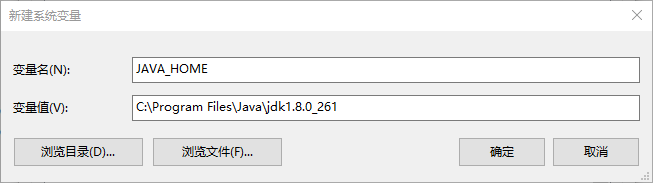 新建系统变量
变量名(N):
JAVA_HOME
变量值(V):
C:\Program Files\Java\jdk1.8.0_261
浏览目录(D)...
浏览文件(F)...
确定
取消